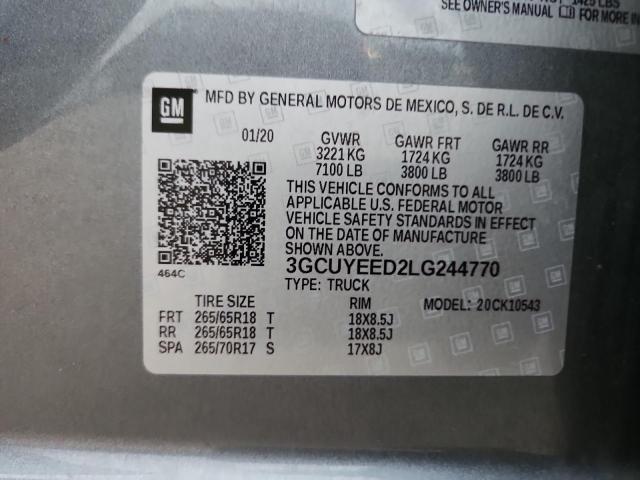 1425 LBS
SEE OWNER'S MANUAL FOR MORE
GM
MFD BY GENERAL MOTORS DE MEXICO, S. DE R.L. DE C.V.
01/20 GVWR GAWR FRT GAWR RR
3221 KG 1724 KG 1724 KG
7100 LB 3800 LB 3800 LB
THIS VEHICLE CONFORMS TO ALL
APPLICABLE U.S. FEDERAL MOTOR
VEHICLE SAFETY STANDARDS IN EFFECT
ON THE DATE OF MANUFACTURE
SHOWN ABOVE.
464C
3GCUYEED2LG244770
TYPE: TRUCK
TIRE SIZE RIM MODEL: 20CK10543
FRT 265/65R18 T 18X8.5J
RR 265/65R18 T 18X8.5J
SPA 265/70R17 S 17X8J